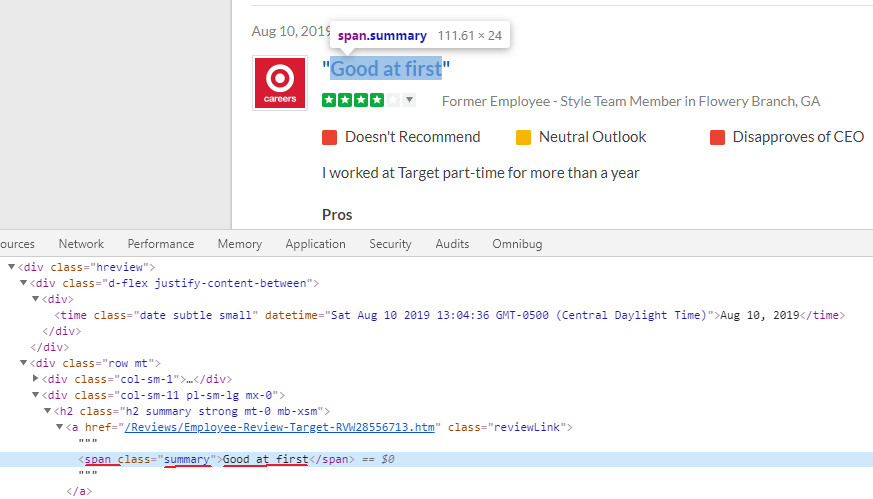 Aug 10, 2019
span.summary 111.61 × 24
"Good at first"
careers
Former Employee - Style Team Member in Flowery Branch, GA
Doesn't Recommend Neutral Outlook Disapproves of CEO
I worked at Target part-time for more than a year
Pros
ources Network Performance Memory Application Security Audits Omnibug
▼<div class="hreview">
▼<div class="d-flex justify-content-between">
▼<div>
<time class="date subtle small" datetime="Sat Aug 10 2019 13:04:36 GMT-0500 (Central Daylight Time)">Aug 10, 2019</time>
</div>
</div>
▼<div class="row mt">
▶<div class="col-sm-1">…</div>
▼<div class="col-sm-11 pl-sm-lg mx-0">
▼<h2 class="h2 summary strong mt-0 mb-xsm">
▼<a href="/Reviews/Employee-Review-Target-RVW28556713.htm" class="reviewLink">
"""
<span class="summary">Good at first</span> == $0
"""
</a>